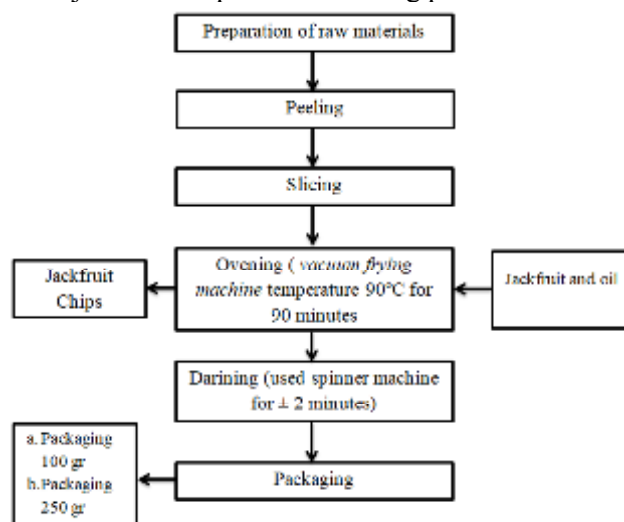 Preparation of raw materials
Peeling
Slicing
Ovening ( vacuan frying
machine temperature 90°C for
90 minutes
Jackfruit
Chips
Jackfruit and oil
Darining (used spinner machine
for ± 2 minutes)
Packaging
a. Packaging
100 gr
b. Packaging
250 gr